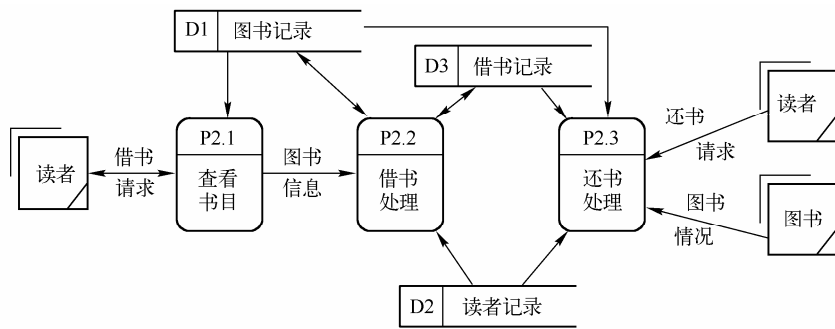 D1 图书记录
D3 借书记录
读者
借书
请求
P2.1
查看
书目
图书
信息
P2.2
借书
处理
P2.3
还书
处理
还书
请求
读者
图书
情况
图书
D2 读者记录